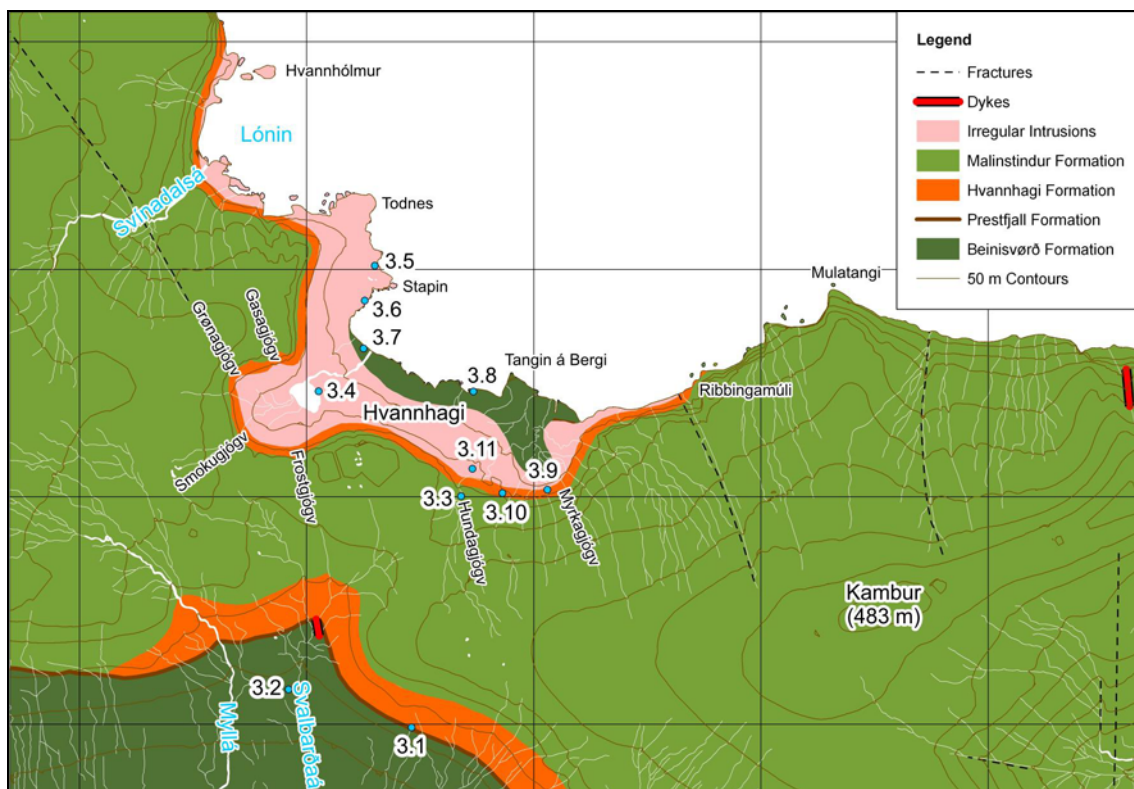 Legend
Fractures
Dykes
Irregular Intrusions
Malinstindur Formation
Hvannhagi Formation
Prestfjall Formation
Beinisvørð Formation
50 m Contours
Hvannhólmur
Lónin
Svínadalsá
Todnes
3.5
Stapin
3.6
Mulatangi
Gasagjógv
Grønagjógv
3.7
Tangin á Bergi
3.8
3.4
Ribbingamúli
Hvannhagi
Smokugjógv
Frostgjógv
3.11
3.9
3.3
3.10
Hundagjógv
Myrkagjógv
Kambur
(483 m)
3.2
Myllá
Svalbarðaá
3.1